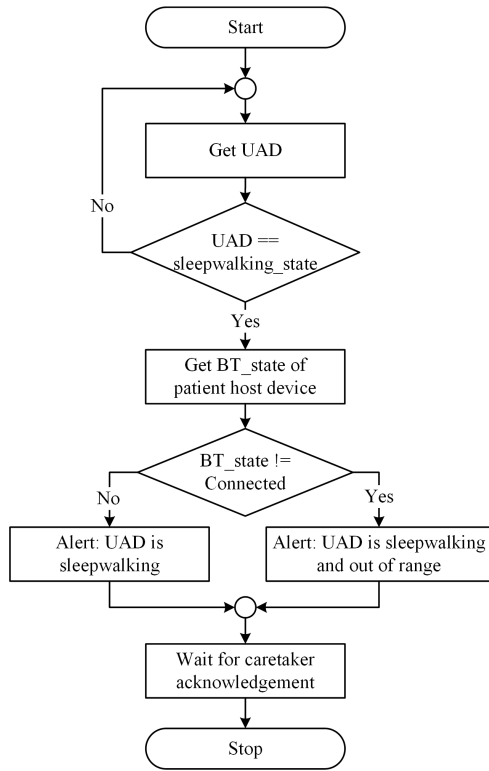 Start
Get UAD
No
UAD ==
sleepwalking_state
Yes
Get BT_state of
patient host device
BT_state !=
Connected
No
Yes
Alert: UAD is
sleepwalking
Alert: UAD is sleepwalking
and out of range
Wait for caretaker
acknowledgement
Stop